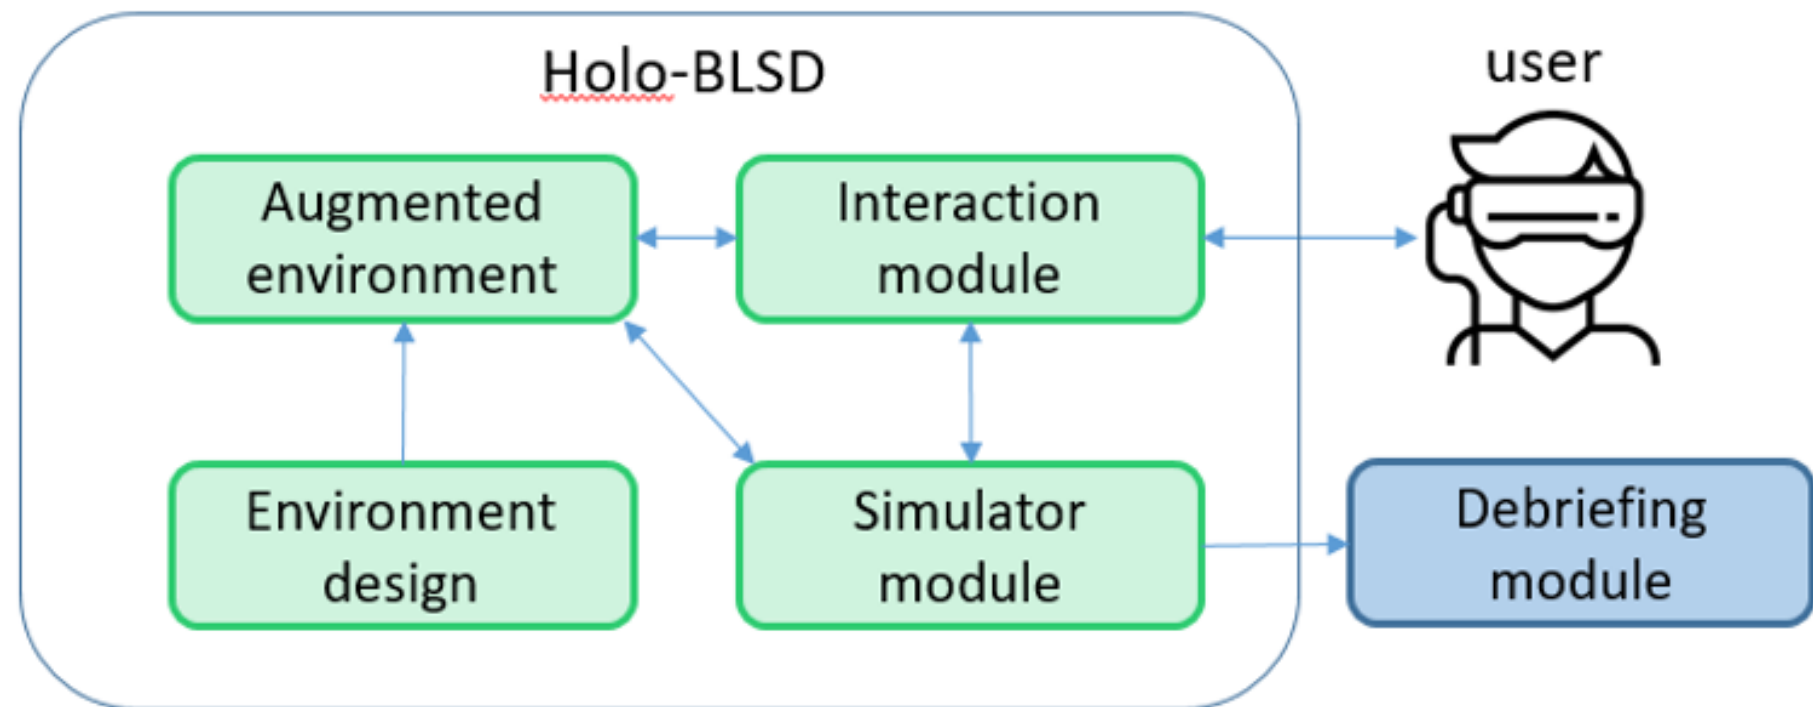 Holo-BLSD
user
Augmented
environment
Interaction
module
Environment
design
Simulator
module
Debriefing
module